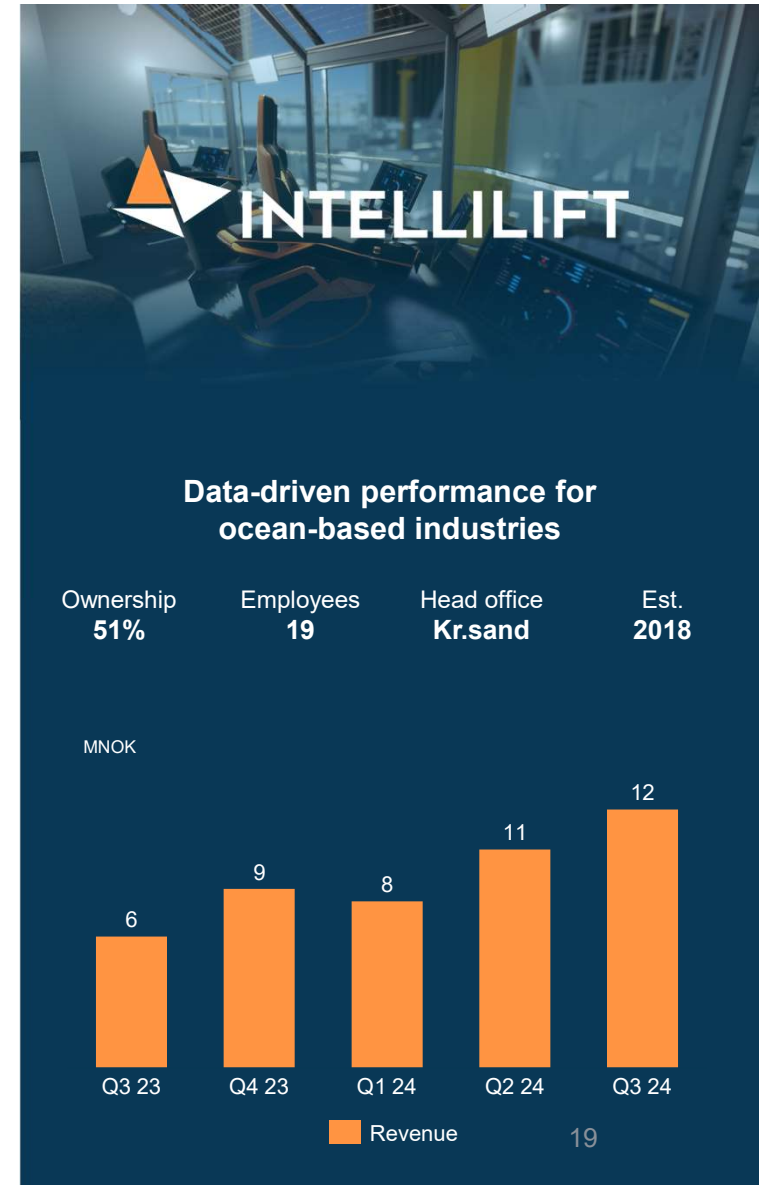 INTELLILIFT
Data-driven performance for
ocean-based industries
Ownership Employees Head office Est.
51% 19 Kr.sand 2018
MNOK
6 9 8 11 12
Q3 23 Q4 23 Q1 24 Q2 24 Q3 24
Revenue
19